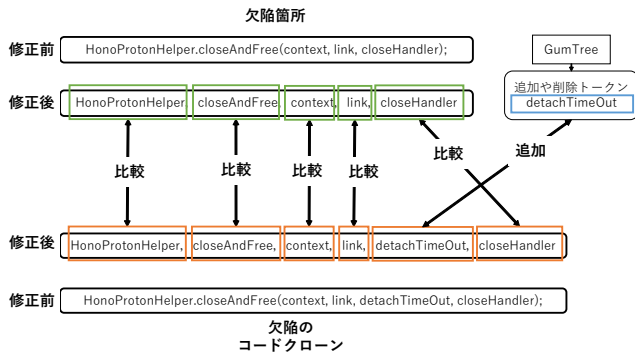 欠陥箇所
修正前
HonoProtonHelper.closeAndFree(context, link, closeHandler);
GumTree
追加や削除トークン
detachTimeOut
修正後
HonoProtonHelper, closeAndFree, context, link, closeHandler
比較
比較
比較
比較
比較
追加
修正後
HonoProtonHelper, closeAndFree, context, link, detachTimeOut, closeHandler
修正前
HonoProtonHelper.closeAndFree(context, link, detachTimeOut, closeHandler);
欠陥の
コードクローン